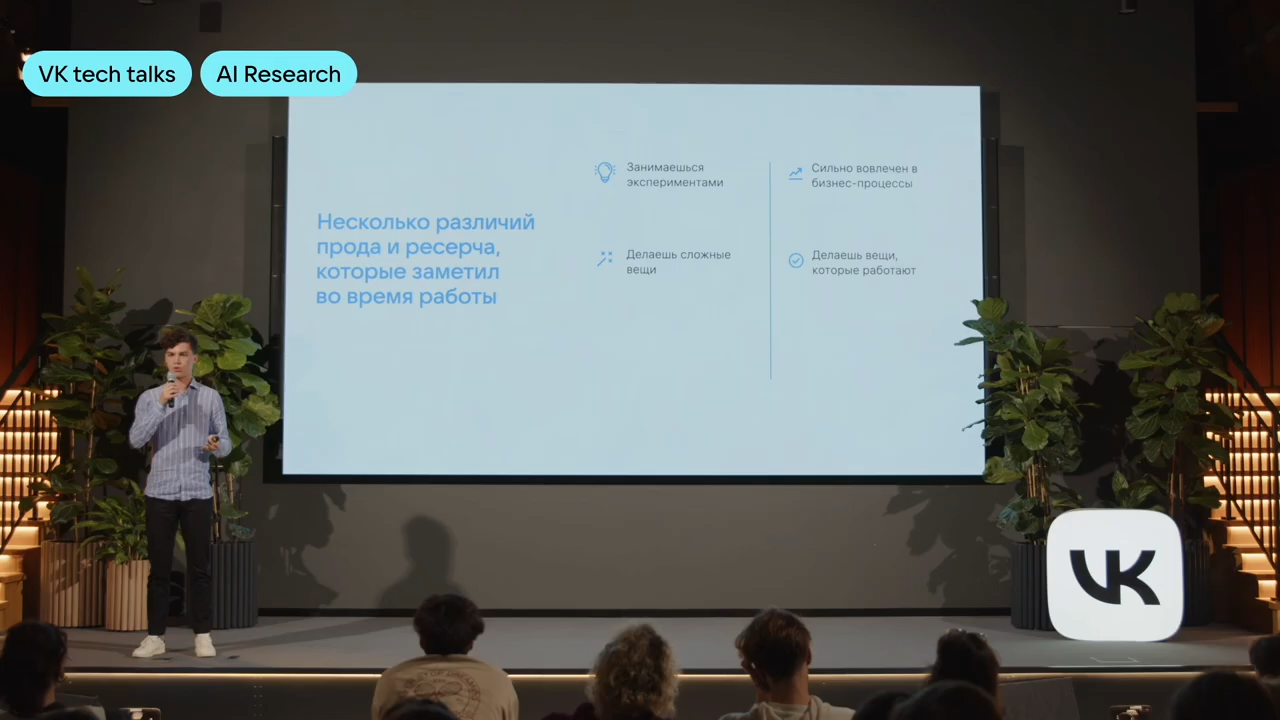 VK tech talks
AI Research
Несколько различий
прода и ресерча,
которые заметил
во время работы
Занимаешься
экспериментами
Делаешь сложные
вещи
Сильно вовлечен в
бизнес-процессы
Делаешь вещи,
которые работают
VK